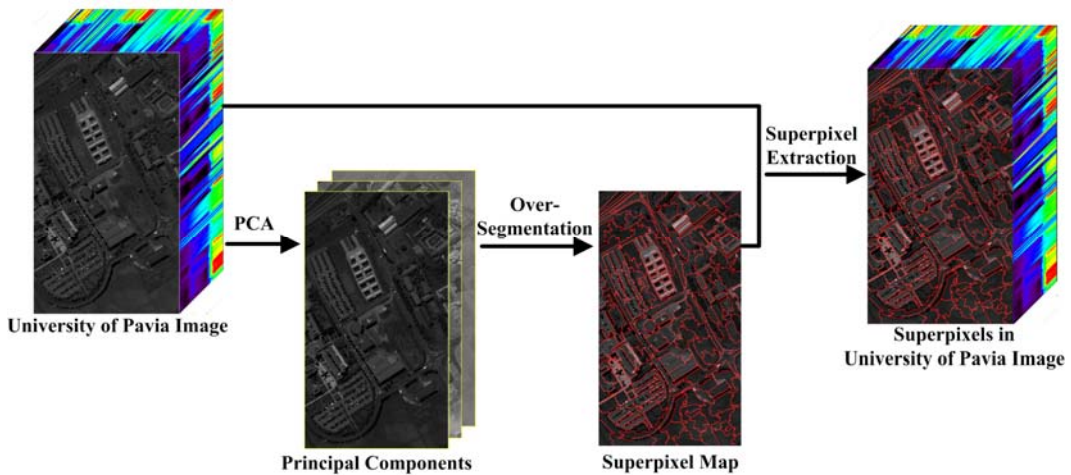 University of Pavia Image
PCA
Principal Components
Over-
Segmentation
Superpixel Map
Superpixel
Extraction
Superpixels in
University of Pavia Image